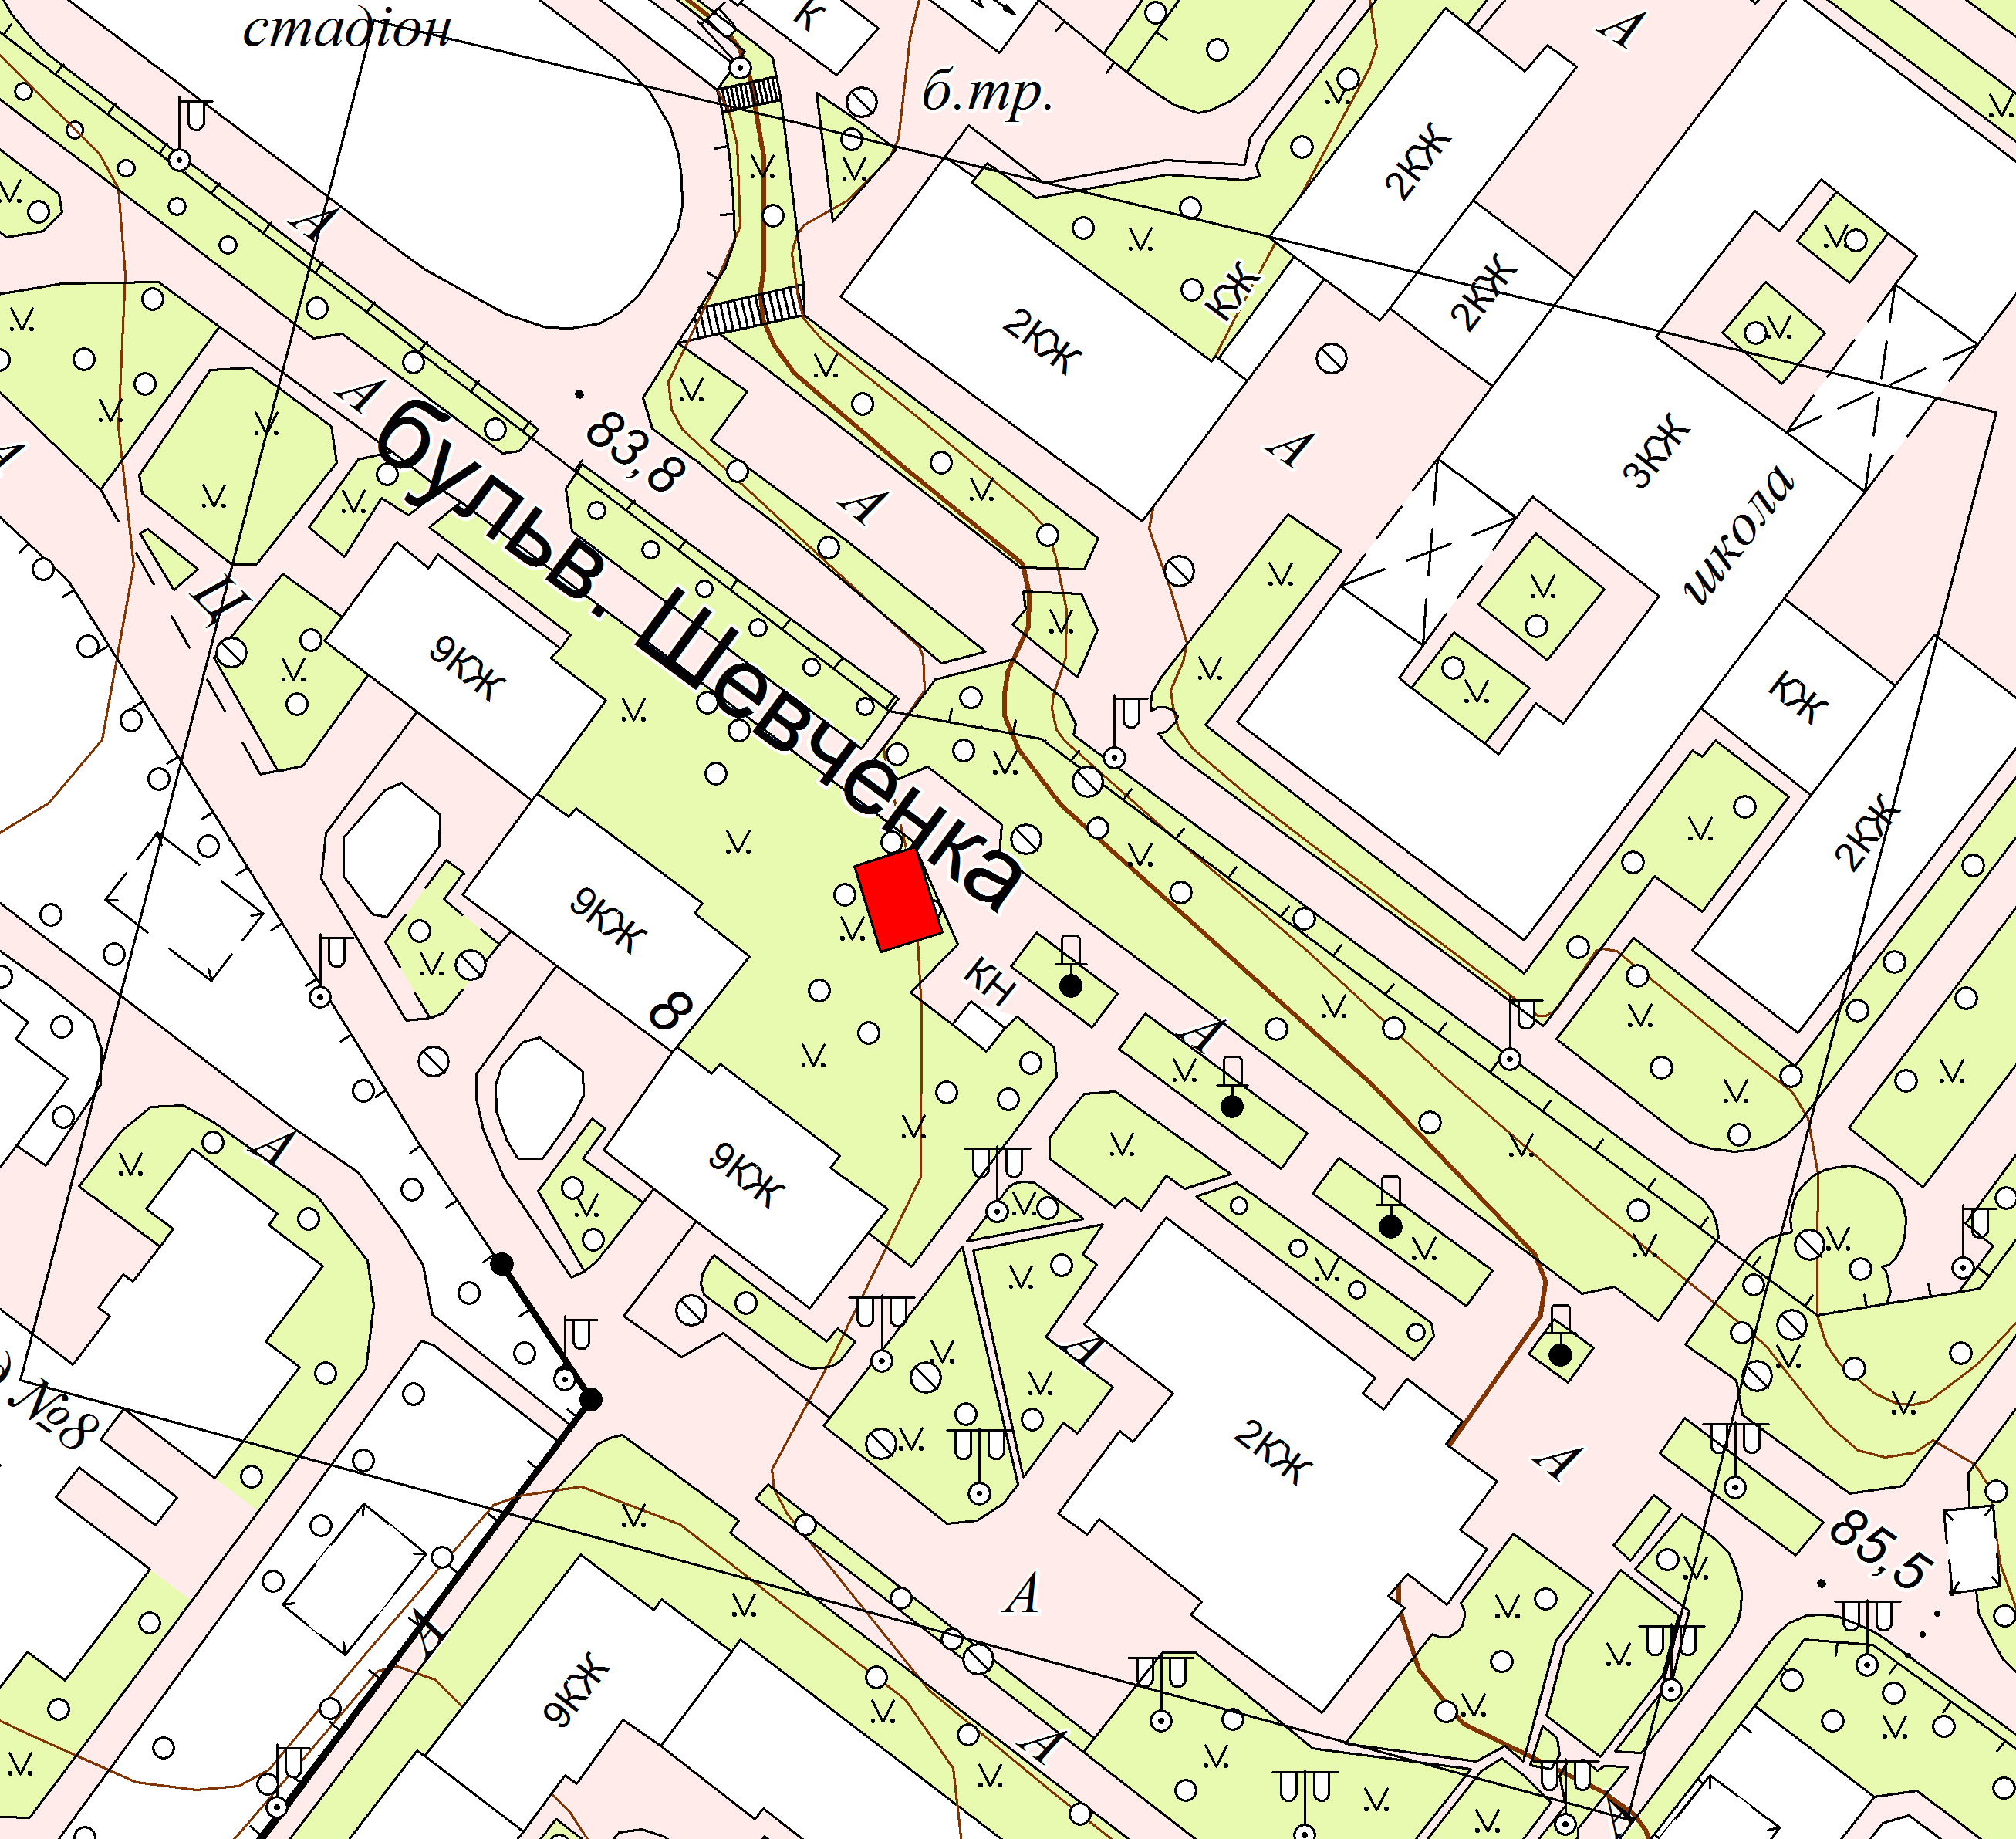 стадіон
К
А
б.тр.
2КЖ
А
КЖ
2КЖ
2КЖ
А
83,8
бульв. Шевченка
А
А
3КЖ
школа
Ц
9КЖ
КЖ
2КЖ
9КЖ
8
КН
А
9КЖ
А
А
№8
2КЖ
А
85,5
А
А
9КЖ
А